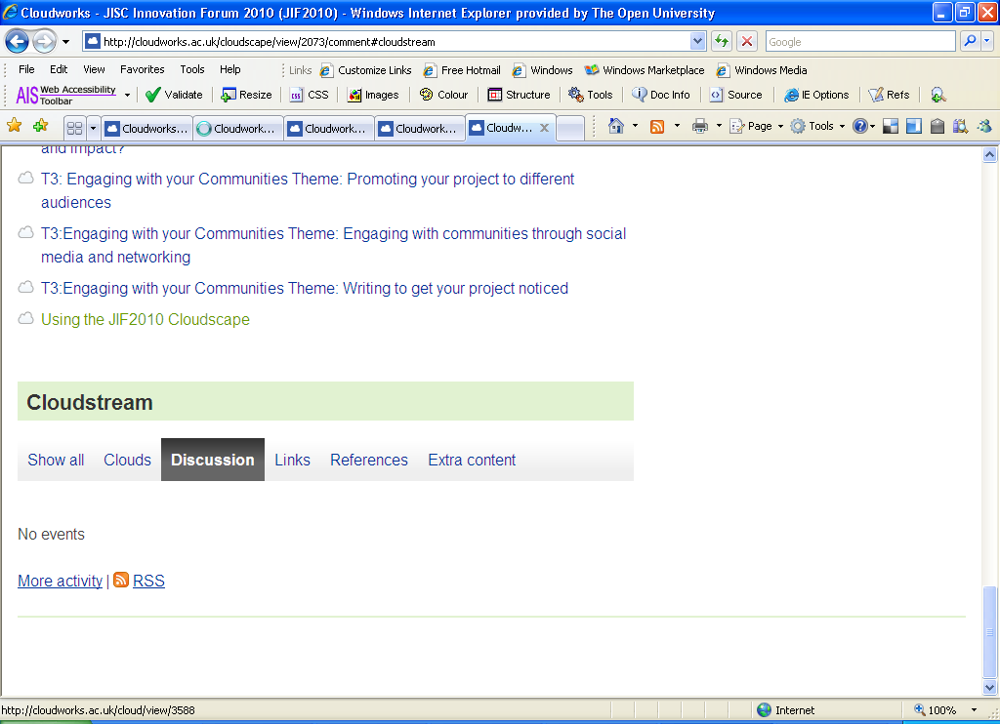 Cloudworks - JISC Innovation Forum 2010 (JIF2010) - Windows Internet Explorer provided by The Open University
http://cloudworks.ac.uk/cloudscape/view/2073/comment#cloudstream
Google
File Edit View Favorites Tools Help
Links Customize Links Free Hotmail Windows Windows Marketplace Windows Media
AIS Web Accessibility Toolbar Validate Resize CSS Images Colour Structure Tools Doc Info Source IE Options Refs
Cloudworks... Cloudwork... Cloudwork... Cloudwork... Cloudw... Page Tools
and impact?
T3: Engaging with your Communities Theme: Promoting your project to different
audiences
T3:Engaging with your Communities Theme: Engaging with communities through social
media and networking
T3:Engaging with your Communities Theme: Writing to get your project noticed
Using the JIF2010 Cloudscape
Cloudstream
Show all Clouds Discussion Links References Extra content
No events
More activity | RSS
http://cloudworks.ac.uk/cloud/view/3588 Internet 100%